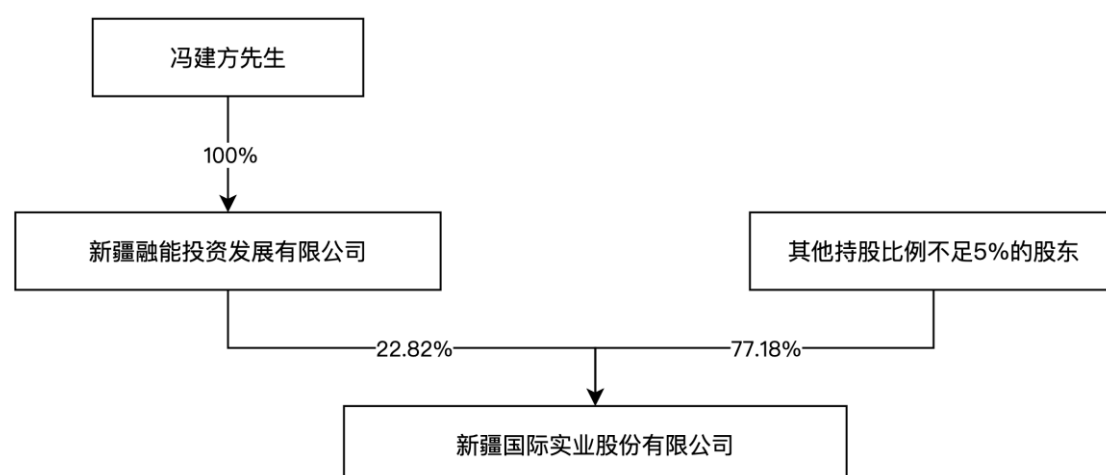 冯建方先生
100%
新疆融能投资发展有限公司
其他持股比例不足5%的股东
22.82%
77.18%
新疆国际实业股份有限公司